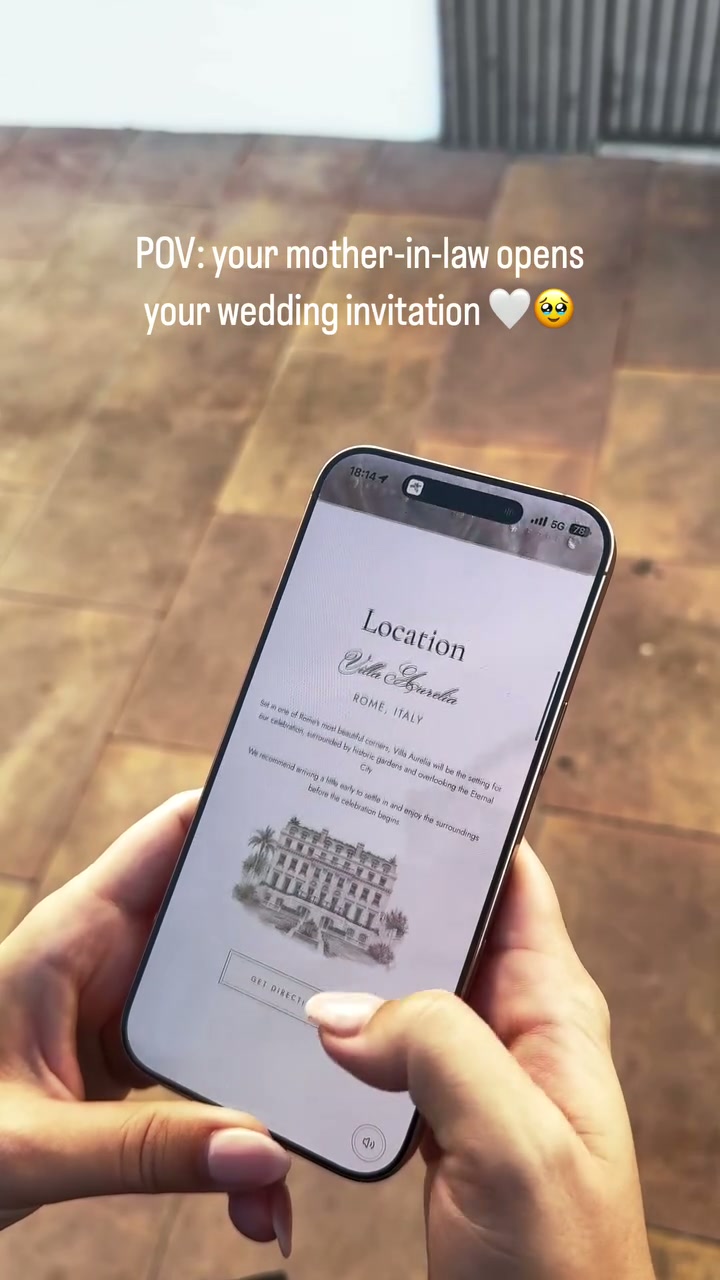 POV: your mother-in-law opens
your wedding invitation 🤍🥹
18:14
5G 78
Location
Villa Aurelia
ROME, ITALY
Set in one of Rome's most beautiful corners, Villa Aurelia will be the setting for
our celebration, surrounded by historic gardens and overlooking the Eternal
City
We recommend arriving a little early to settle in and enjoy the surroundings
before the celebration begins
GET DIRECTI